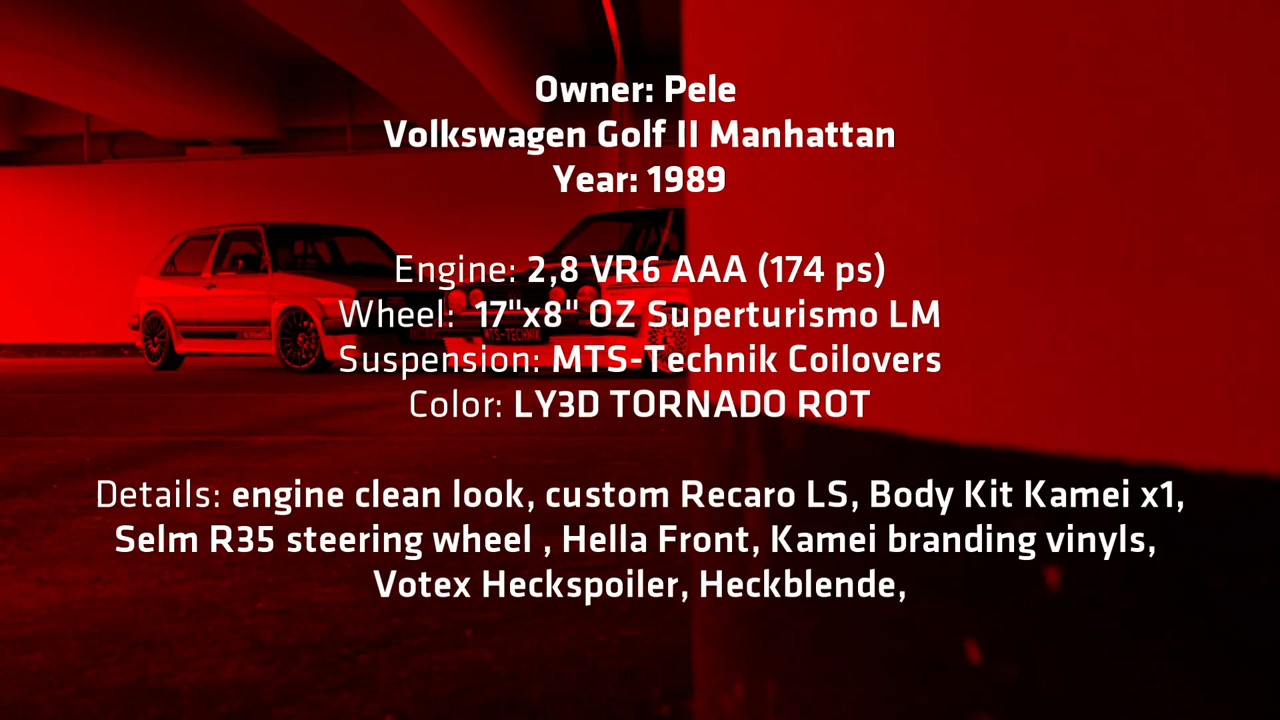 Owner: Pele
Volkswagen Golf II Manhattan
Year: 1989
Engine: 2,8 VR6 AAA (174 ps)
Wheel: 17"x8" OZ Superturismo LM
Suspension: MTS-Technik Coilovers
Color: LY3D TORNADO ROT
Details: engine clean look, custom Recaro LS, Body Kit Kamei x1,
Selm R35 steering wheel , Hella Front, Kamei branding vinyls,
Votex Heckspoiler, Heckblende,
MTS-TECHNIK